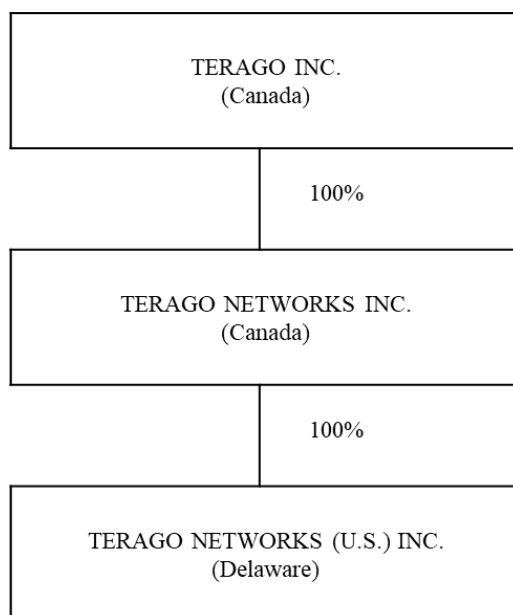 TERAGO INC.
(Canada)
100%
TERAGO NETWORKS INC.
(Canada)
100%
TERAGO NETWORKS (U.S.) INC.
(Delaware)